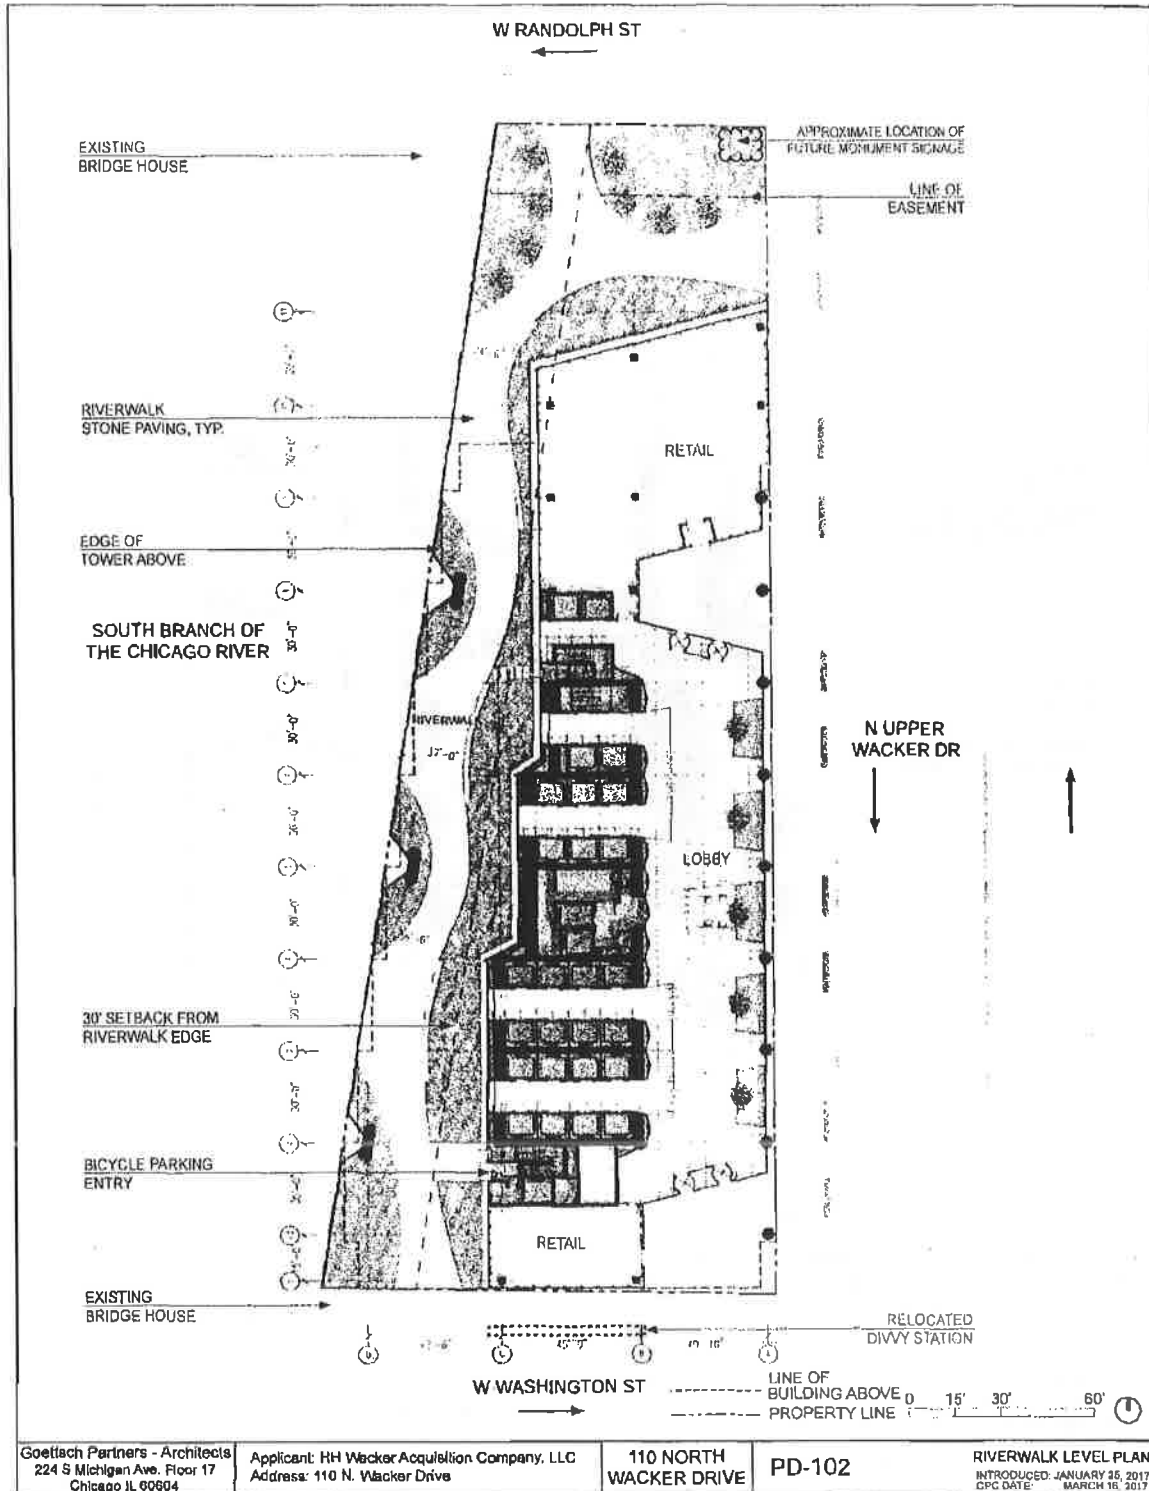 W RANDOLPH ST
EXISTING
BRIDGE HOUSE
APPROXIMATE LOCATION OF
FUTURE MONUMENT SIGNAGE
LINE OF
EASEMENT
RIVERWALK
STONE PAVING, TYP.
RETAIL
EDGE OF
TOWER ABOVE
SOUTH BRANCH OF
THE CHICAGO RIVER
RIVERWALK
17'-0"
N UPPER
WACKER DR
LOBBY
30' SETBACK FROM
RIVERWALK EDGE
BICYCLE PARKING
ENTRY
RETAIL
EXISTING
BRIDGE HOUSE
RELOCATED
DIVVY STATION
W WASHINGTON ST
LINE OF
BUILDING ABOVE
PROPERTY LINE
0 15' 30' 60'
Goettsch Partners - Architects
224 S Michigan Ave. Floor 17
Chicago IL 60604
Applicant: HH Wacker Acquisition Company, LLC
Address: 110 N. Wacker Drive
110 NORTH
WACKER DRIVE
PD-102
RIVERWALK LEVEL PLAN
INTRODUCED: JANUARY 25, 2017
CPC DATE: MARCH 16, 2017